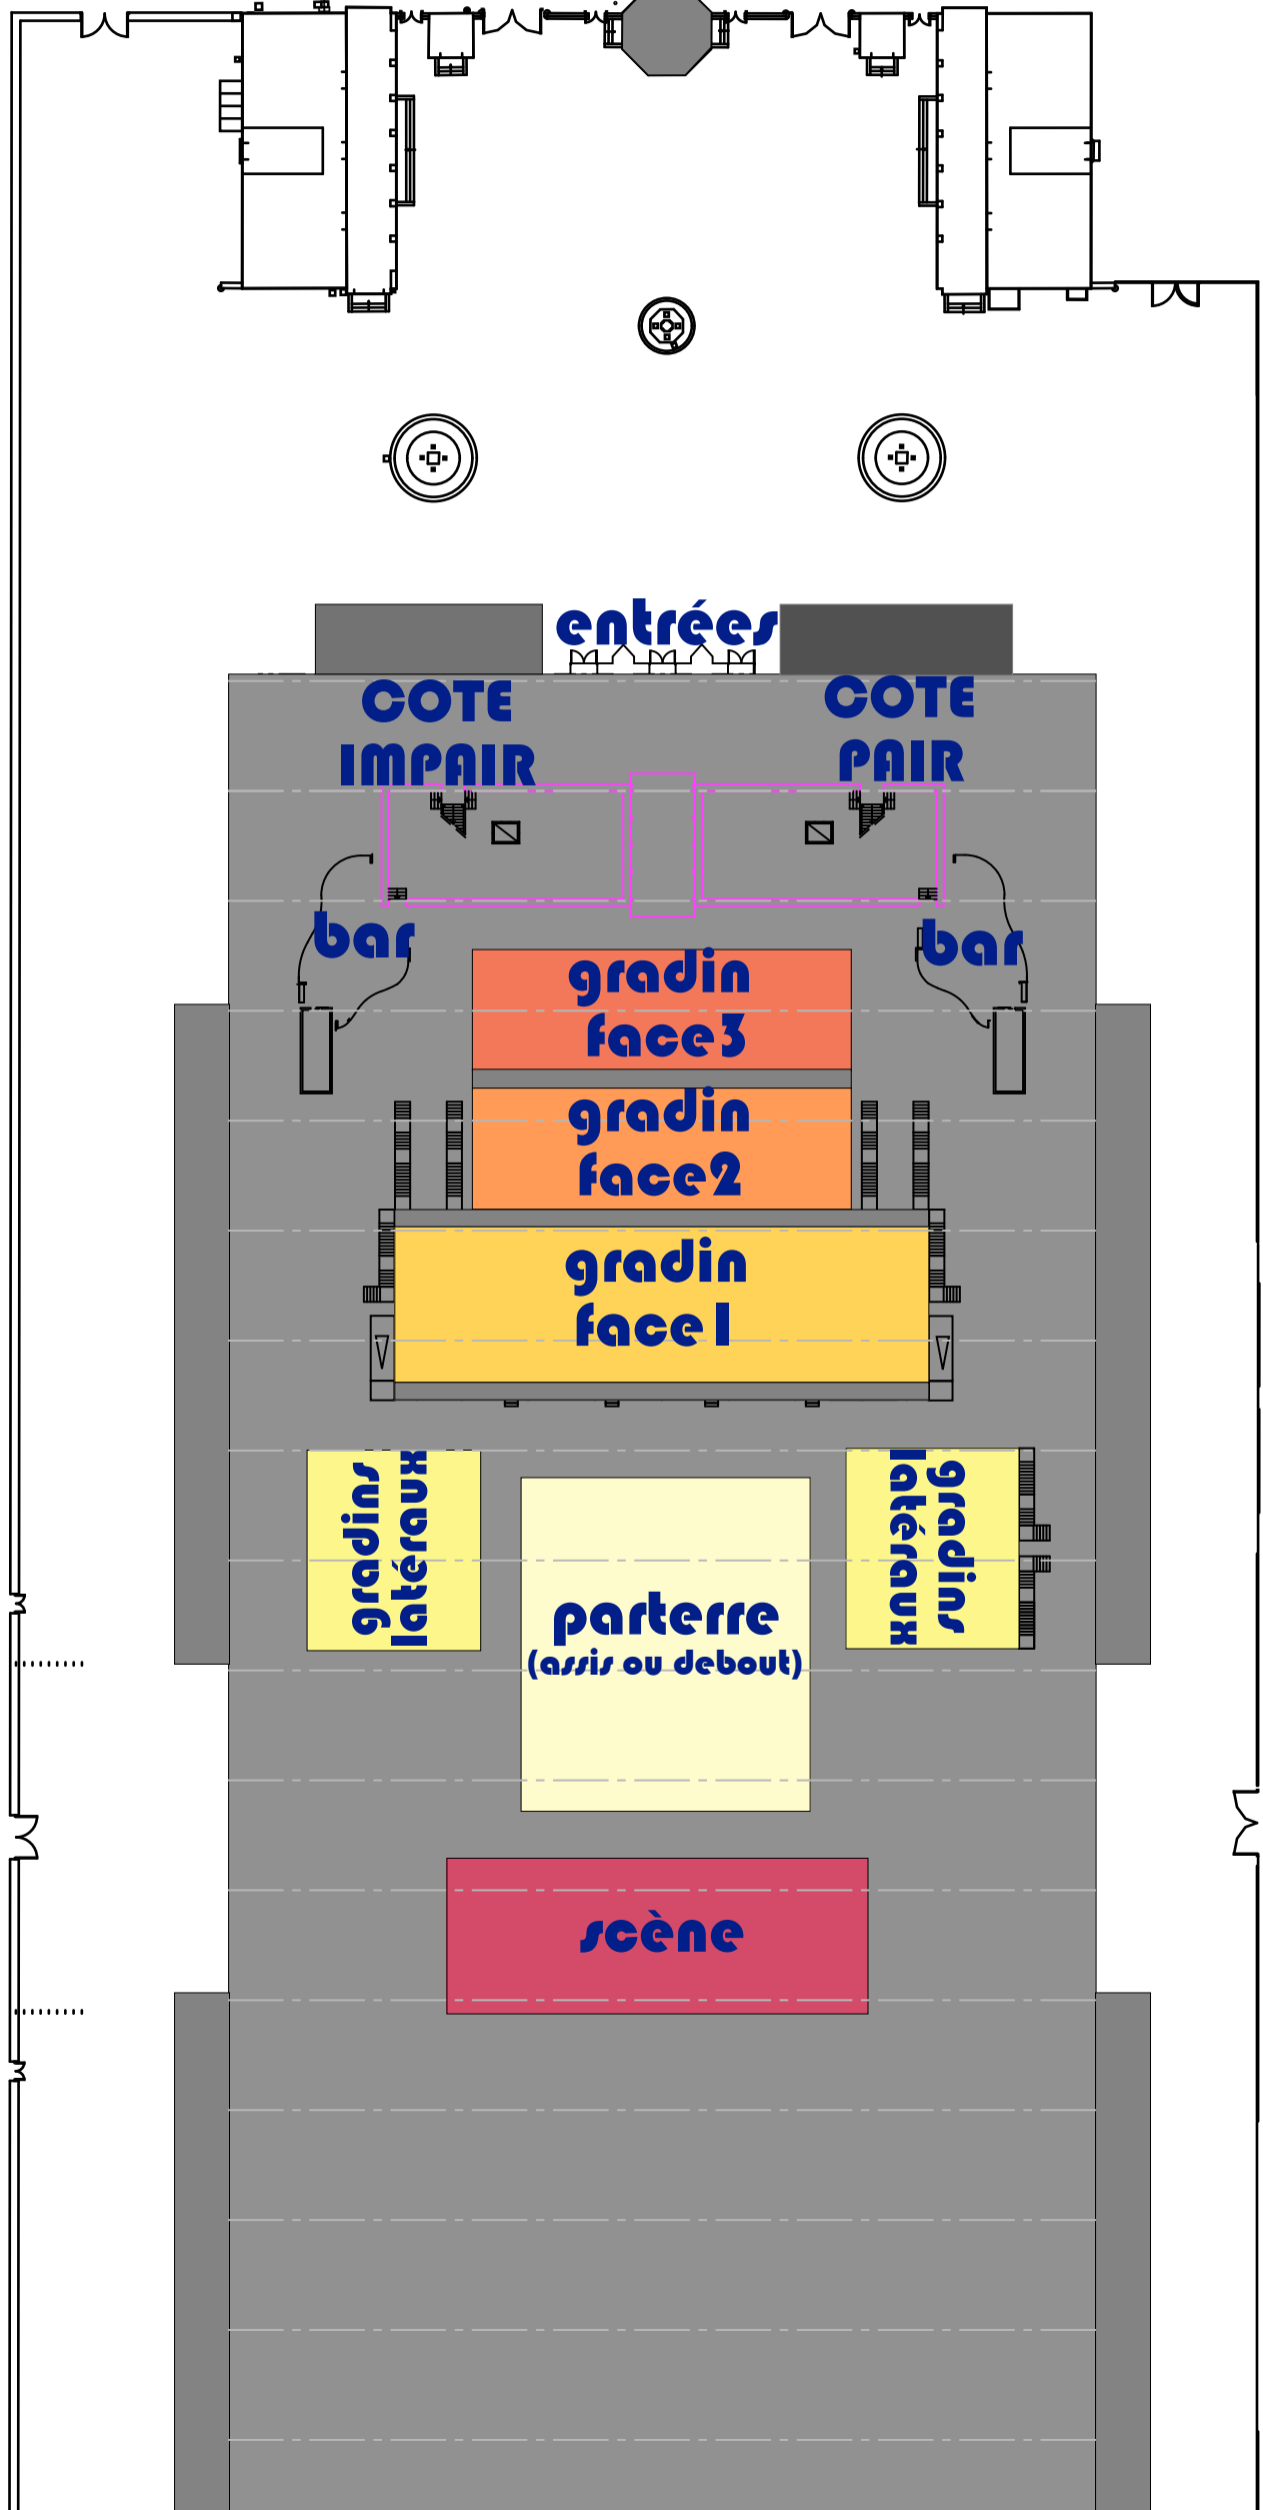 entrées
COTE
IMPAIR
COTE
PAIR
bar
bar
gradin
face3
gradin
face2
gradin
face1
gradins
latéraux
parterre
(assis ou debout)
gradins
latéraux
scène